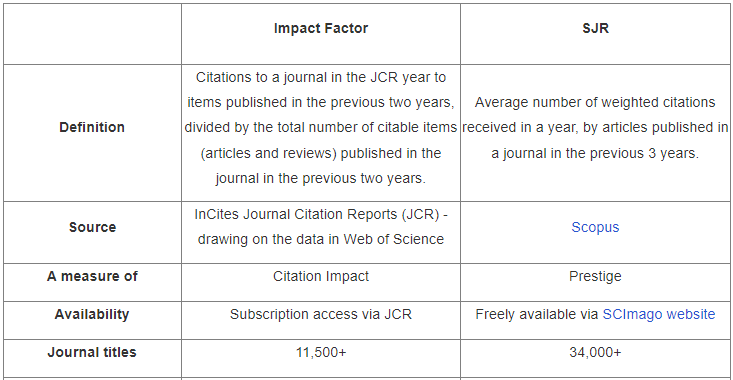 Impact Factor SJR
Definition
Citations to a journal in the JCR year to
items published in the previous two years,
divided by the total number of citable items
(articles and reviews) published in the
journal in the previous two years.
Average number of weighted citations
received in a year, by articles published in
a journal in the previous 3 years.
Source
InCites Journal Citation Reports (JCR) -
drawing on the data in Web of Science
Scopus
A measure of Citation Impact Prestige
Availability Subscription access via JCR Freely available via SCImago website
Journal titles 11,500+ 34,000+